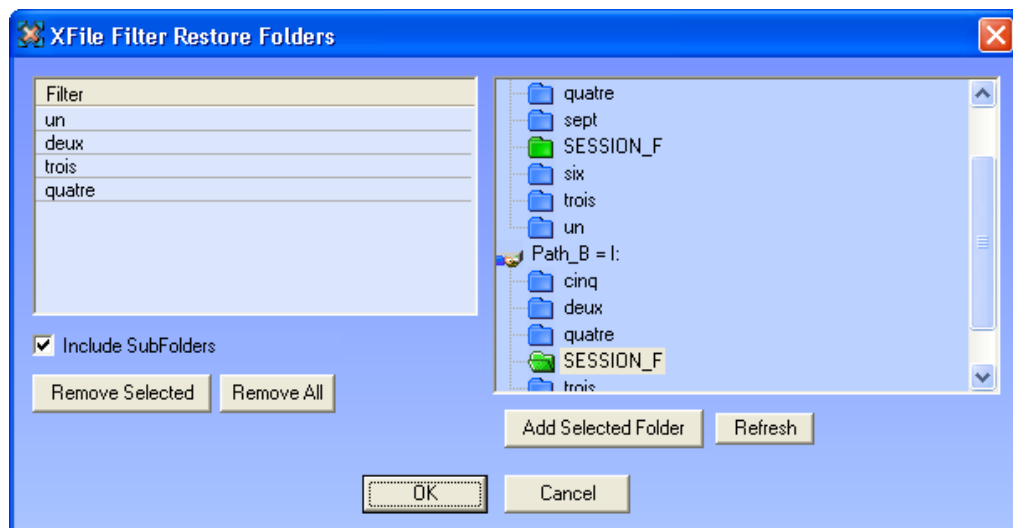 XFile Filter Restore Folders
Filter
un
deux
trois
quatre
Include SubFolders
Remove Selected
Remove All
quatre
sept
SESSION_F
six
trois
un
Path_B = I:
cinq
deux
quatre
SESSION_F
trois
Add Selected Folder
Refresh
OK
Cancel